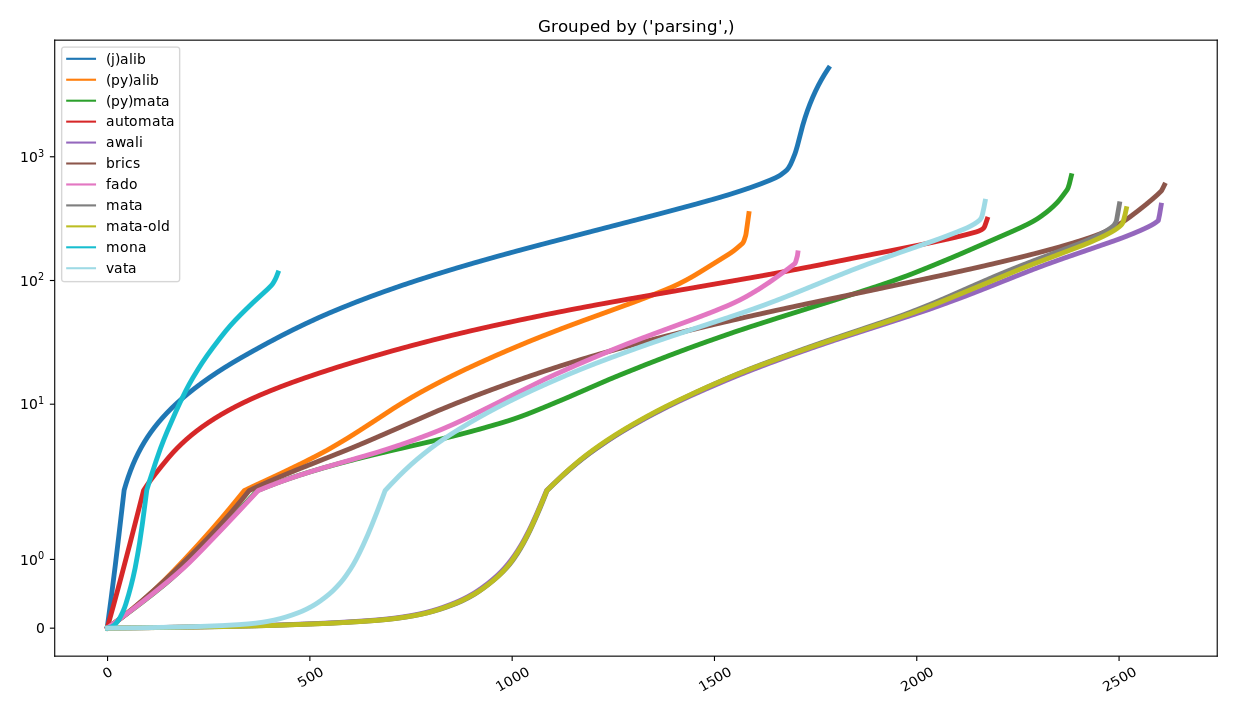 Grouped by ('parsing',)
(j)alib
(py)alib
(py)mata
automata
awali
brics
fado
mata
mata-old
mona
vata
10³
10²
10¹
10⁰
0
0
500
1000
1500
2000
2500